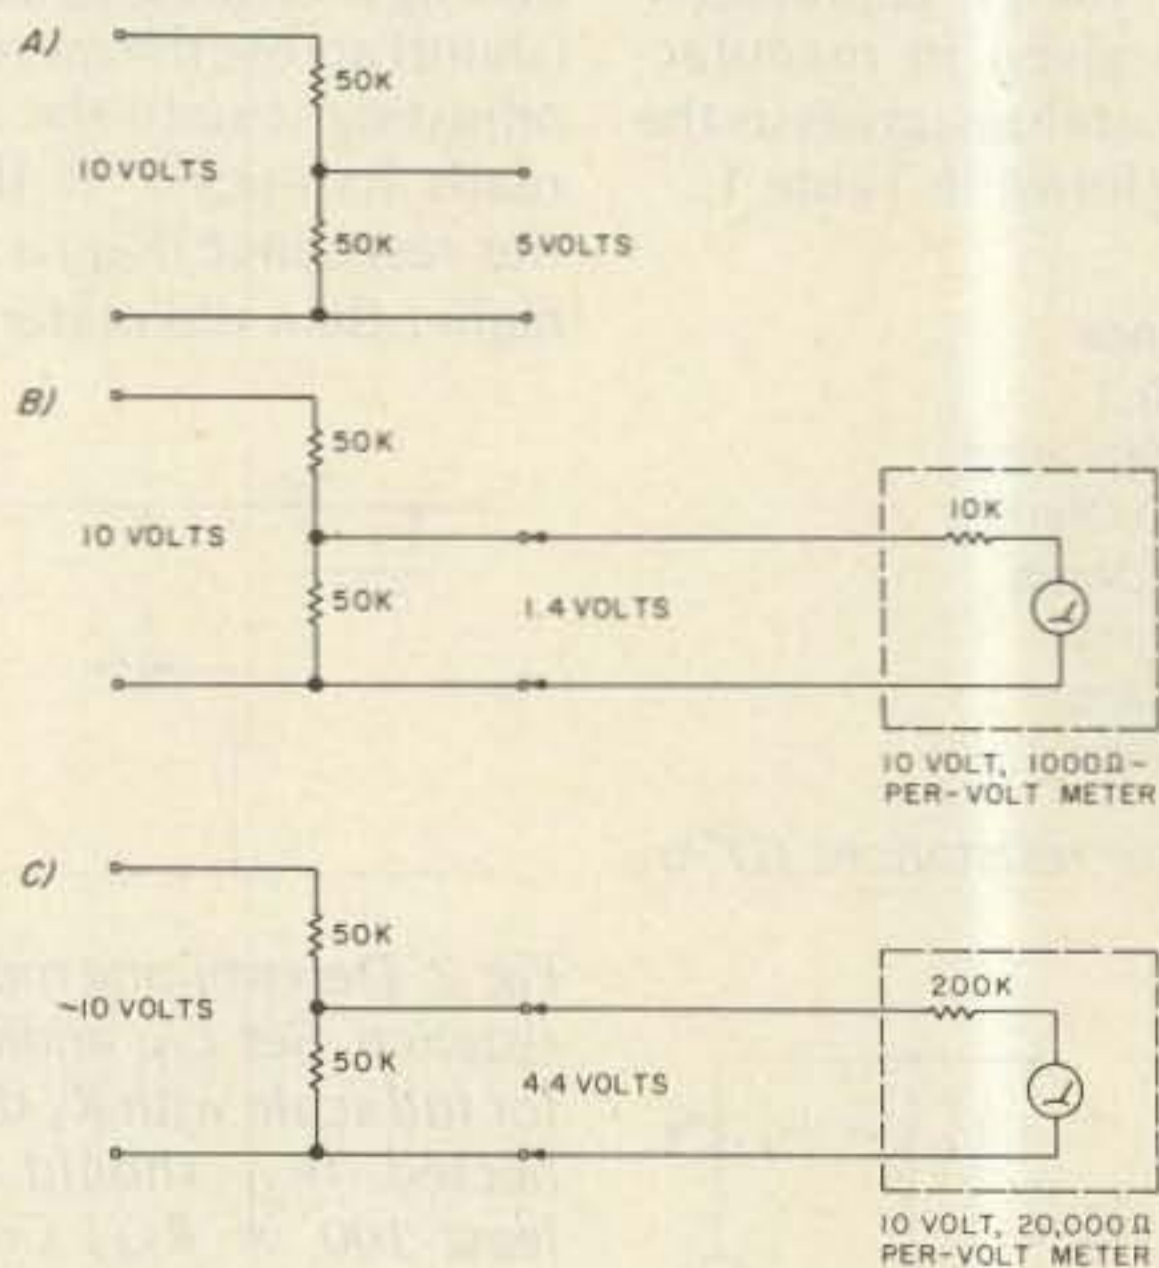 A)
50K
10 VOLTS
50K
5 VOLTS
B)
50K
10K
10 VOLTS
50K
1.4 VOLTS
10 VOLT, 1000Ω-
PER-VOLT METER
C)
50K
200K
~10 VOLTS
50K
4.4 VOLTS
10 VOLT, 20,000 Ω
PER-VOLT METER